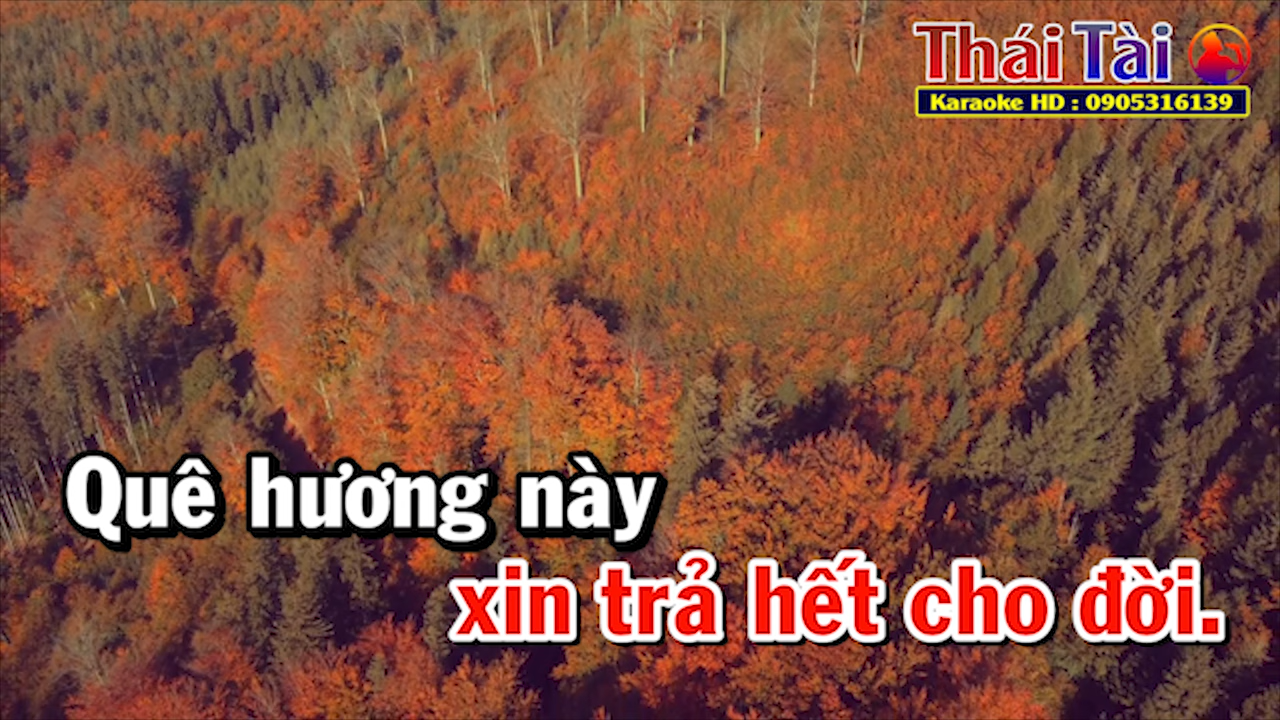 Thái Tài
Karaoke HD : 0905316139
Quê hương này
xin trả hết cho đời.